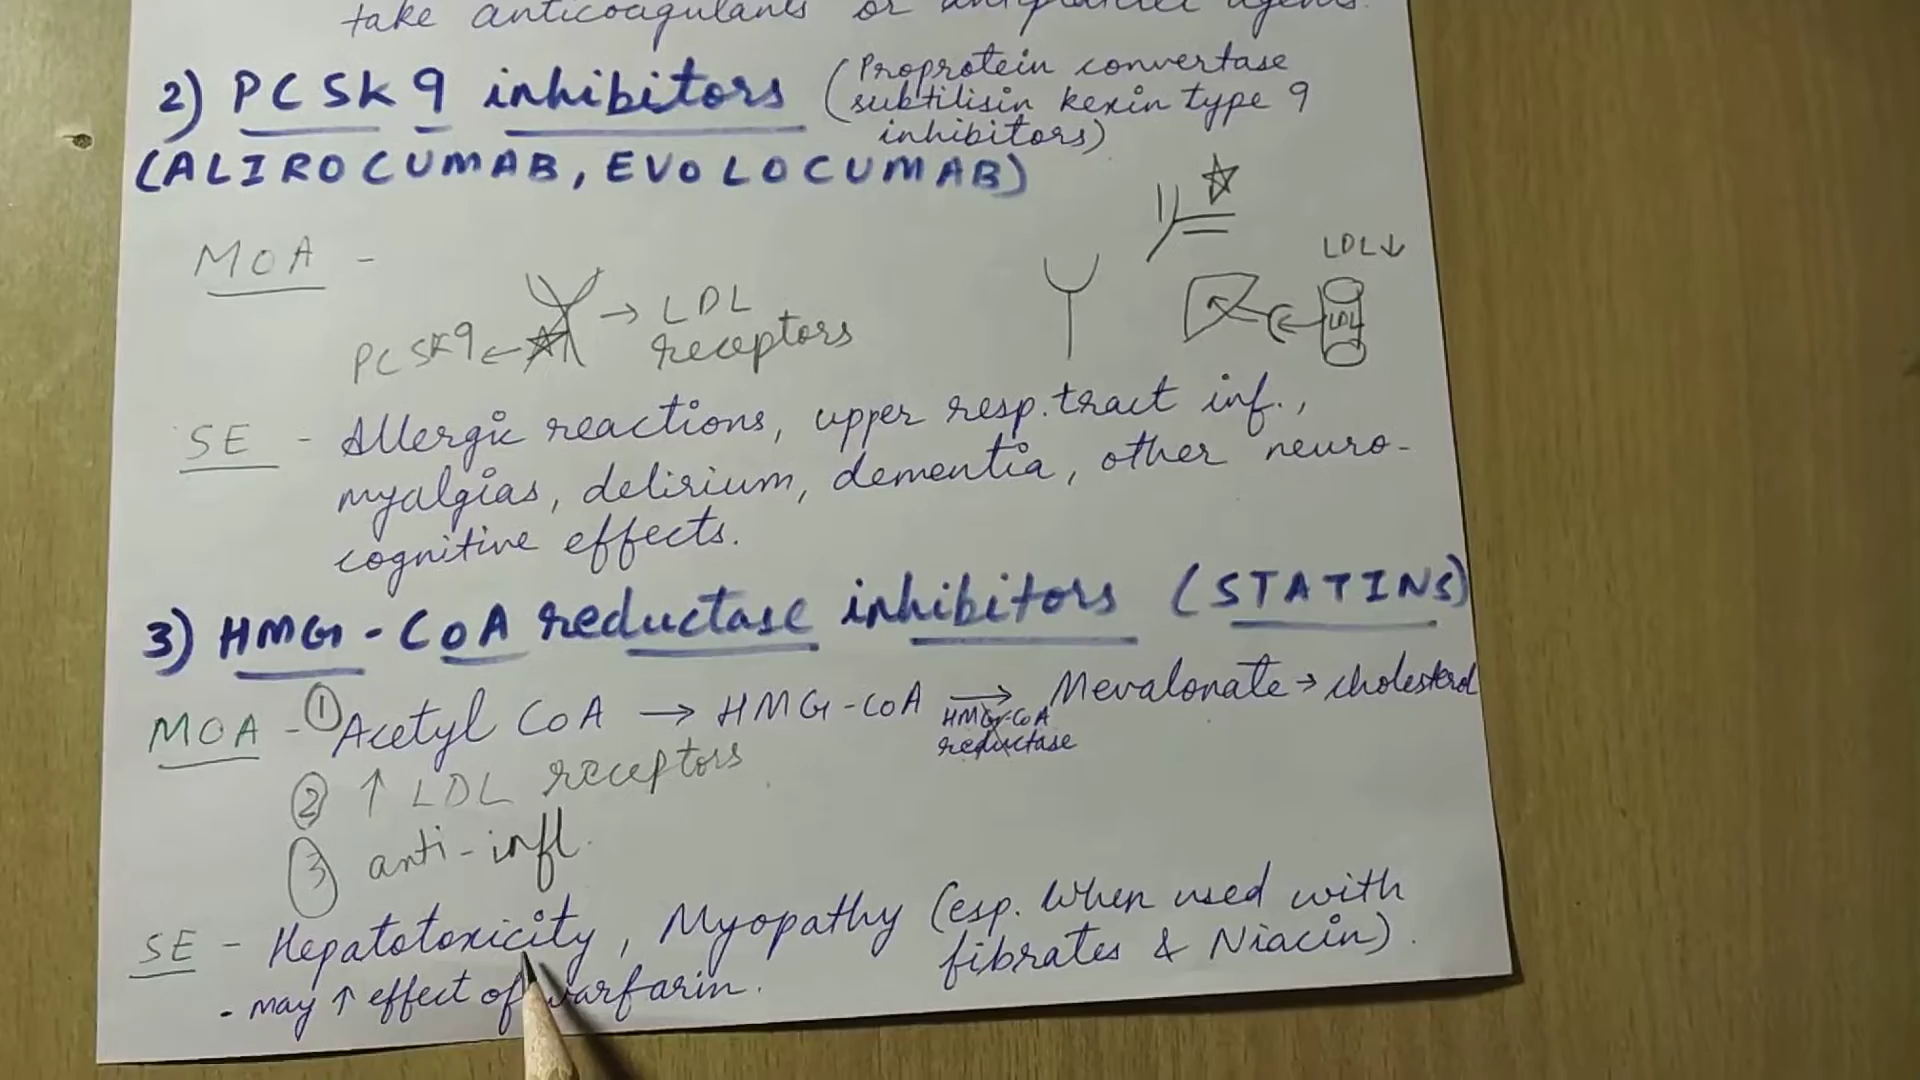 take anticoagulants or antiplatelet agents.
2) PCSK9 inhibitors (Proprotein convertase
subtilisin kexin type 9
inhibitors)
(ALIROCUMAB, EVOLOCUMAB)
MOA -
LDL↓
PCSK9 ← → LDL
receptors
LDL
SE - Allergic reactions, upper resp. tract inf.,
myalgias, delirium, dementia, other neuro-
cognitive effects.
3) HMG-CoA reductase inhibitors (STATINS)
MOA - ① Acetyl CoA → HMG-CoA → Mevalonate → cholesterol
HMG-CoA
reductase
② ↑ LDL receptors
③ anti-infl.
SE - Hepatotoxicity, Myopathy (esp. when used with
fibrates & Niacin).
- may ↑ effect of warfarin.